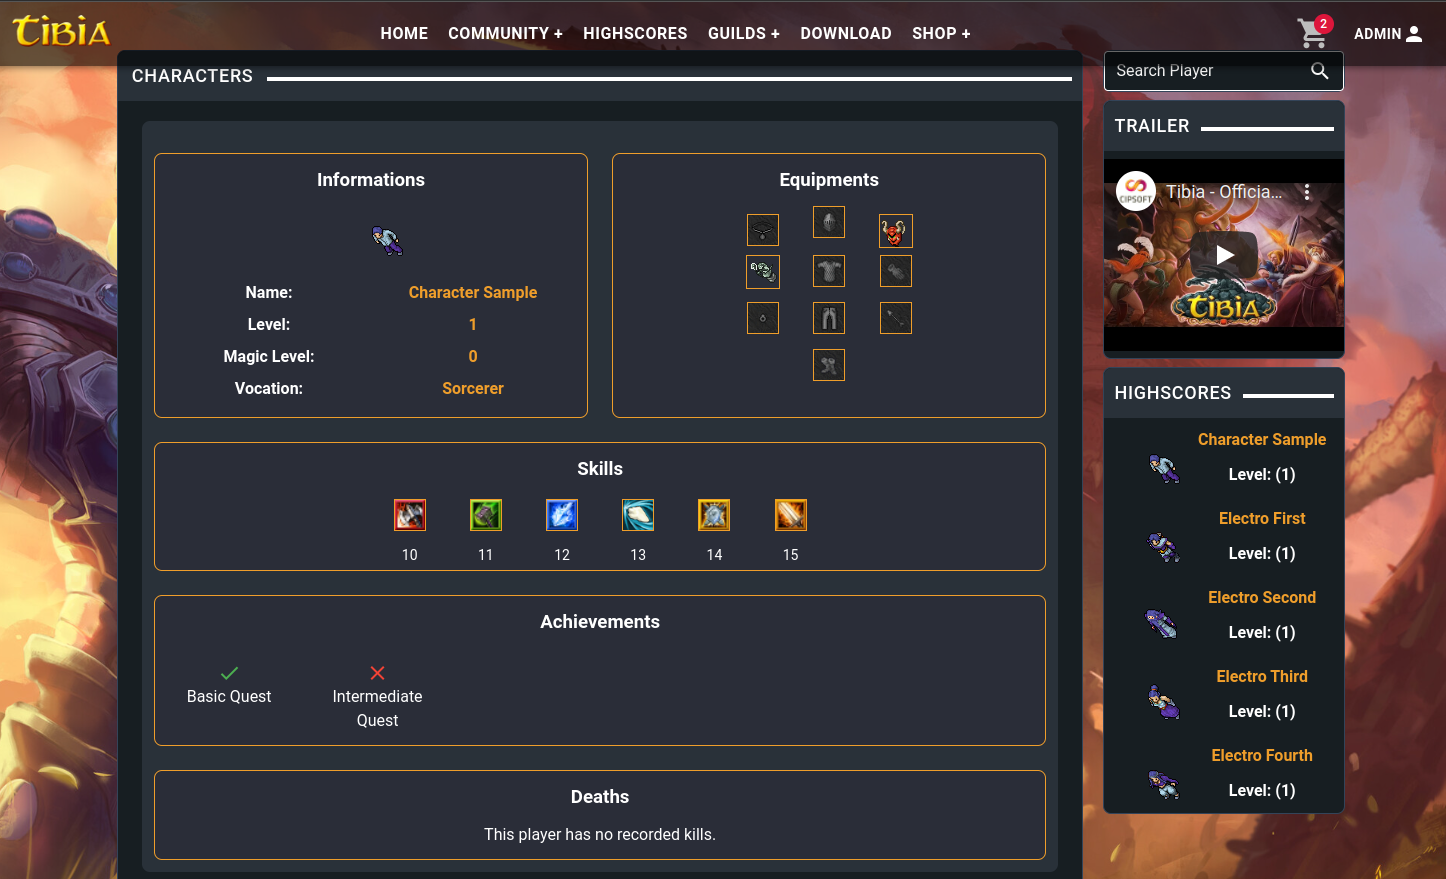 TIBIA
HOME COMMUNITY + HIGHSCORES GUILDS + DOWNLOAD SHOP +
2
ADMIN
CHARACTERS
Informations
Name: Character Sample
Level: 1
Magic Level: 0
Vocation: Sorcerer
Equipments
Skills
10 11 12 13 14 15
Achievements
Basic Quest
Intermediate
Quest
Deaths
This player has no recorded kills.
Search Player
TRAILER
CIPSOFT
Tibia - Officia...
TIBIA
HIGHSCORES
Character Sample
Level: (1)
Electro First
Level: (1)
Electro Second
Level: (1)
Electro Third
Level: (1)
Electro Fourth
Level: (1)